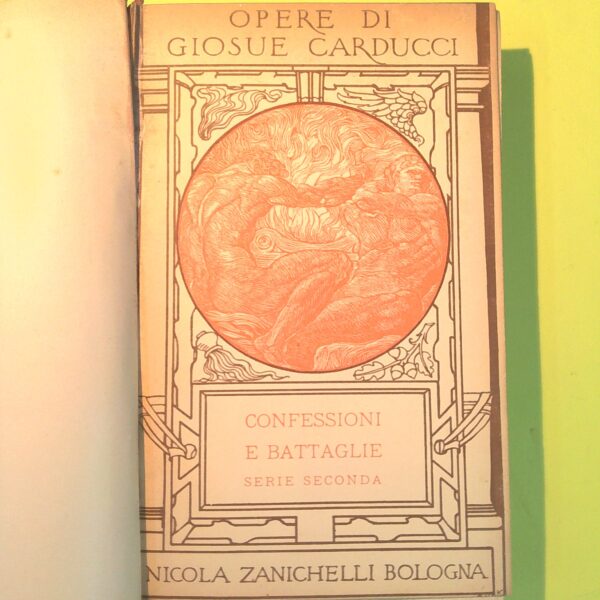 OPERE DI
GIOSUE CARDUCCI
CONFESSIONI
E BATTAGLIE
SERIE SECONDA
NICOLA ZANICHELLI BOLOGNA